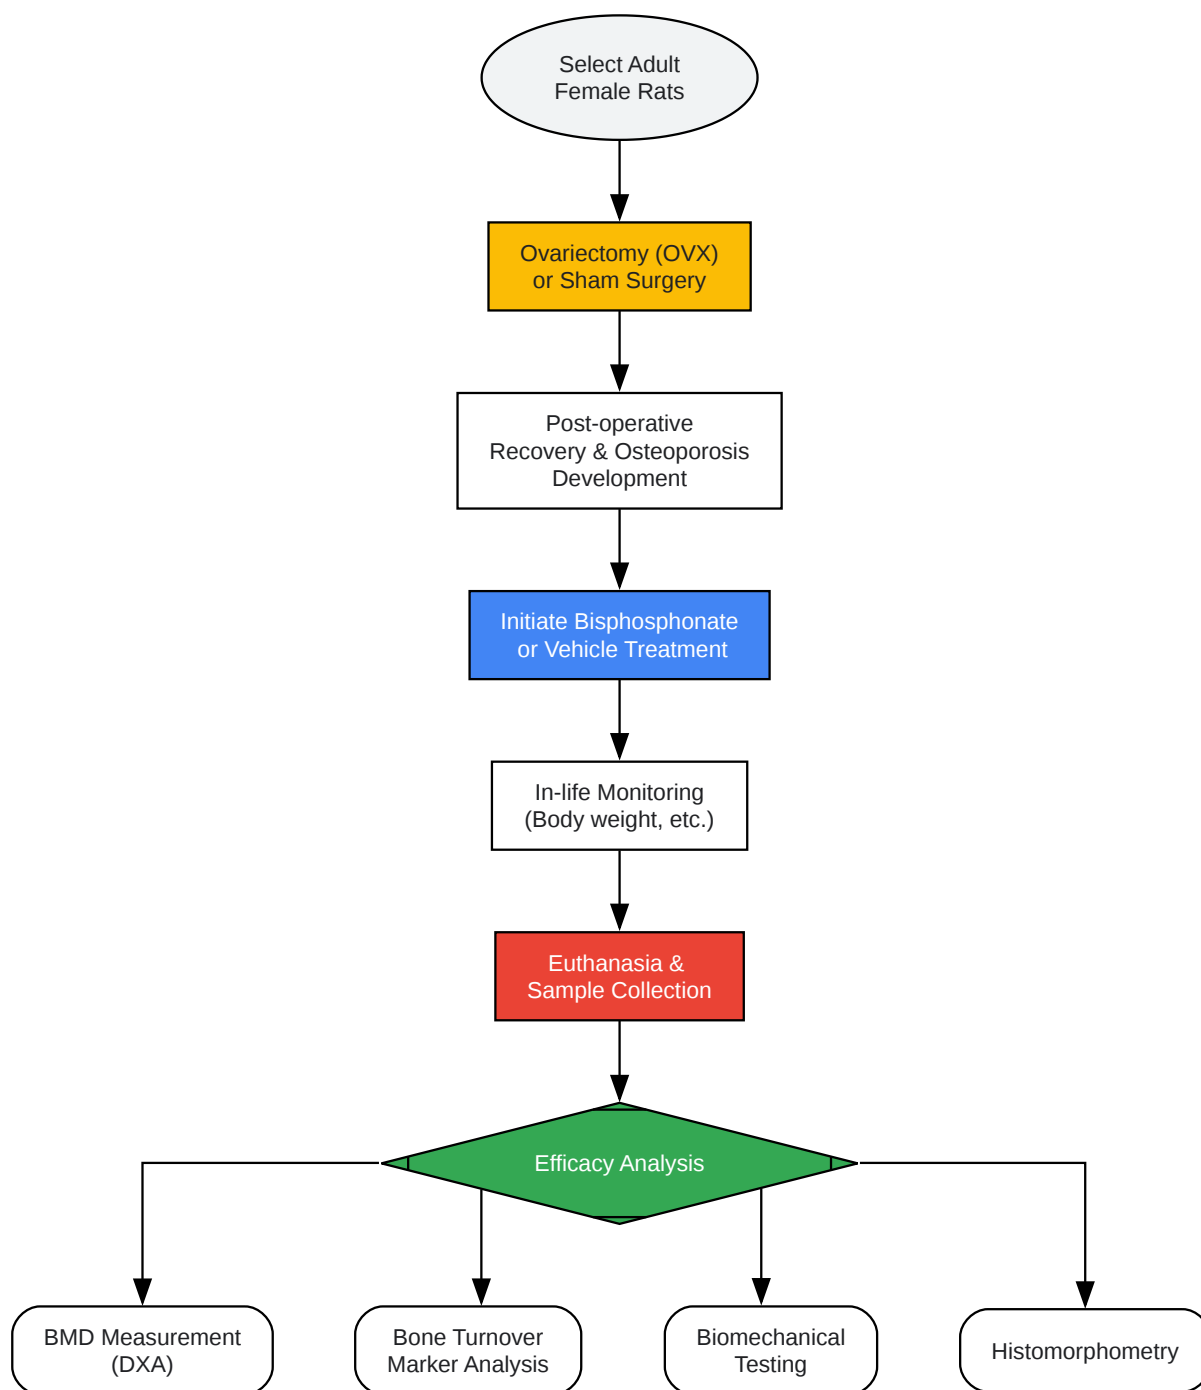 Select Adult
Female Rats
Ovariectomy (OVX)
or Sham Surgery
Post-operative
Recovery & Osteoporosis
Development
Initiate Bisphosphonate
or Vehicle Treatment
In-life Monitoring
(Body weight, etc.)
Euthanasia &
Sample Collection
Efficacy Analysis
BMD Measurement
(DXA)
Bone Turnover
Marker Analysis
Biomechanical
Testing
Histomorphometry